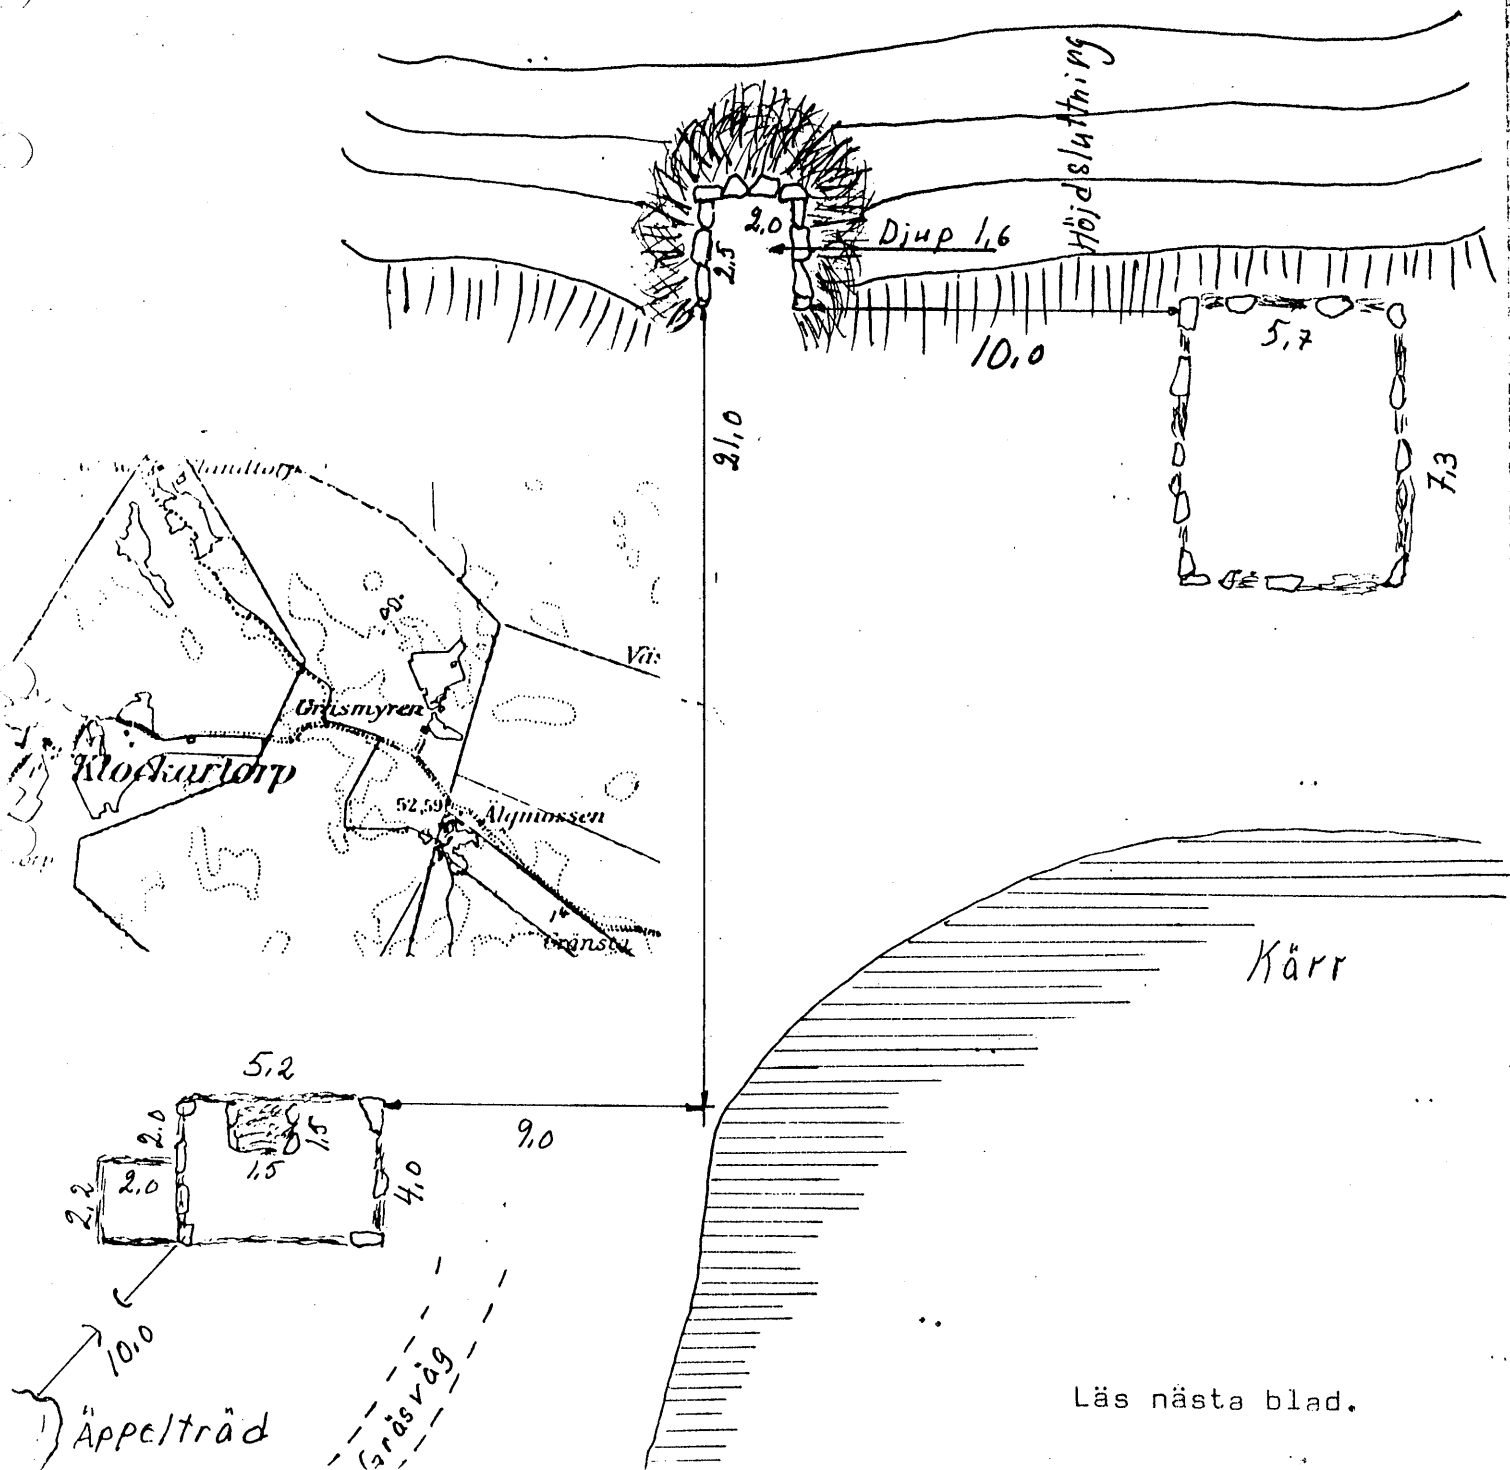 Höjdsluttning
2,0
Djup 1,6
2,5
10,0
5,7
21,0
7,3
Grismyren
Klockartorp
52,59
Älgmossen
Gränsta
Kärr
5,2
2.0
1,5
1,5
9,0
2,0
2,2
4,0
10,0
Gräsväg
Äppelträd
Läs nästa blad.